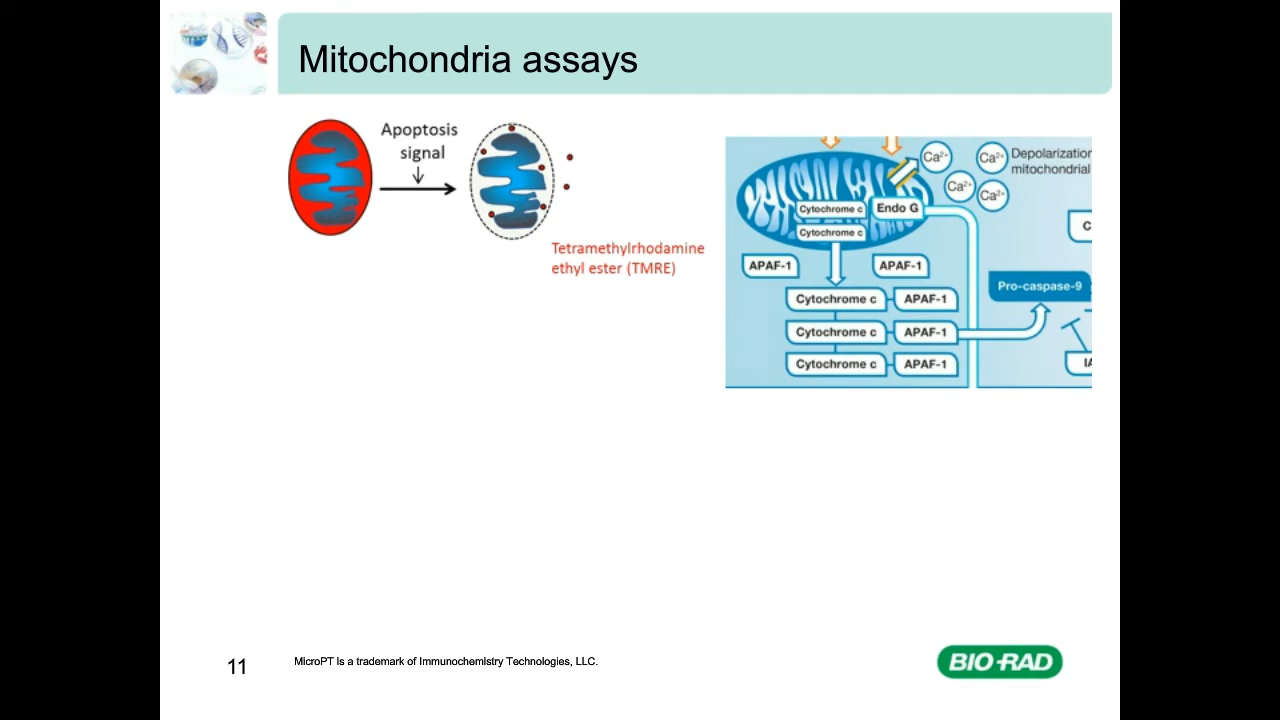 Mitochondria assays
Apoptosis
signal
Tetramethylrhodamine
ethyl ester (TMRE)
Ca²⁺
Ca²⁺
Ca²⁺
Ca²⁺
Depolarization
mitochondrial
Cytochrome c
Endo G
Cytochrome c
C
APAF-1
APAF-1
Pro-caspase-9
Cytochrome c
APAF-1
Cytochrome c
APAF-1
Cytochrome c
APAF-1
IA
11
MicroPT is a trademark of Immunochemistry Technologies, LLC.
BIO-RAD